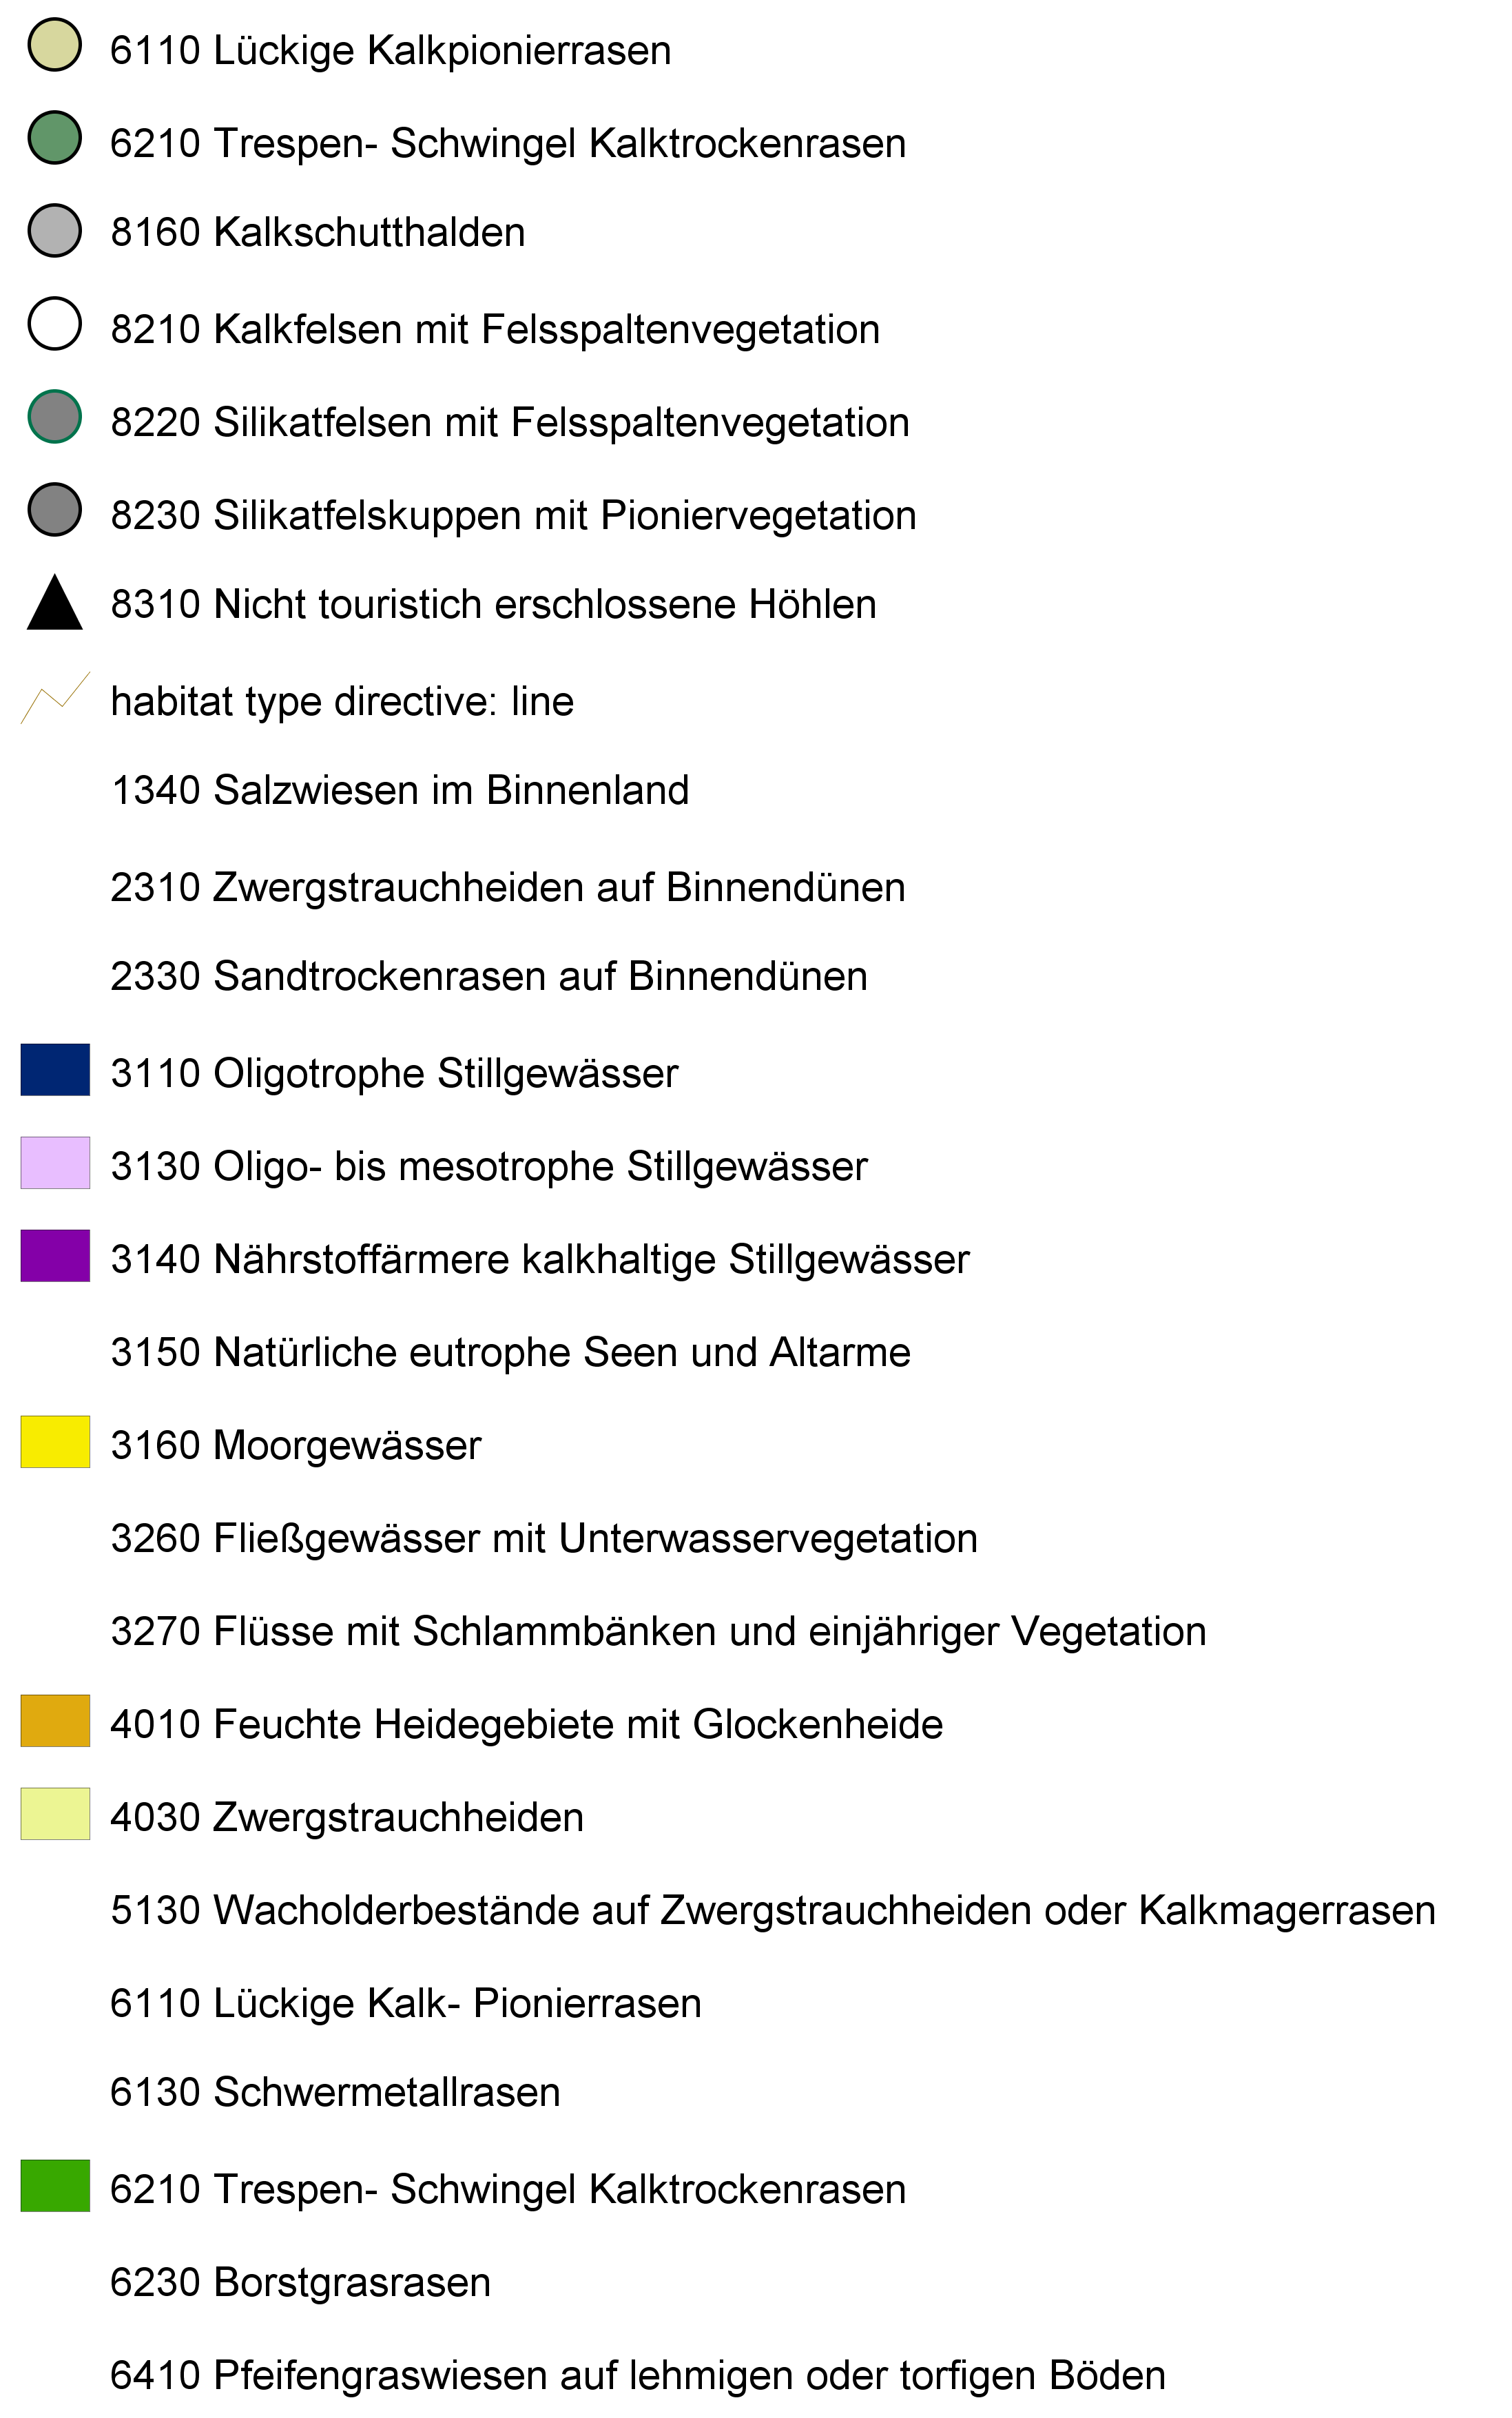 6110 Lückige Kalkpionierrasen
6210 Trespen- Schwingel Kalktrockenrasen
8160 Kalkschutthalden
8210 Kalkfelsen mit Felsspaltenvegetation
8220 Silikatfelsen mit Felsspaltenvegetation
8230 Silikatfelskuppen mit Pioniervegetation
8310 Nicht touristich erschlossene Höhlen
habitat type directive: line
1340 Salzwiesen im Binnenland
2310 Zwergstrauchheiden auf Binnendünen
2330 Sandtrockenrasen auf Binnendünen
3110 Oligotrophe Stillgewässer
3130 Oligo- bis mesotrophe Stillgewässer
3140 Nährstoffärmere kalkhaltige Stillgewässer
3150 Natürliche eutrophe Seen und Altarme
3160 Moorgewässer
3260 Fließgewässer mit Unterwasservegetation
3270 Flüsse mit Schlammbänken und einjähriger Vegetation
4010 Feuchte Heidegebiete mit Glockenheide
4030 Zwergstrauchheiden
5130 Wacholderbestände auf Zwergstrauchheiden oder Kalkmagerrasen
6110 Lückige Kalk- Pionierrasen
6130 Schwermetallrasen
6210 Trespen- Schwingel Kalktrockenrasen
6230 Borstgrasrasen
6410 Pfeifengraswiesen auf lehmigen oder torfigen Böden